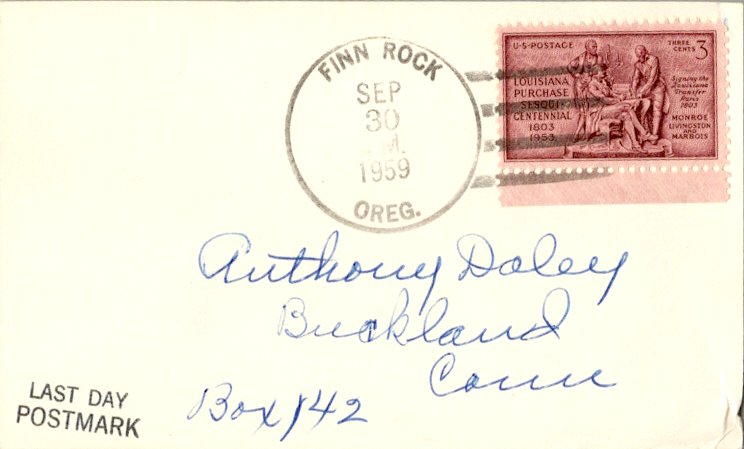 FINN ROCK
SEP
30
M.
1959
OREG.
U·S·POSTAGE
THREE CENTS 3
LOUISIANA
PURCHASE
SESQUI-
CENTENNIAL
1803
1953
Signing the
Louisiana
Transfer
Paris
1803
MONROE
LIVINGSTON
AND
MARBOIS
Anthony Daley
Buckland
Conn
Box 142
LAST DAY
POSTMARK